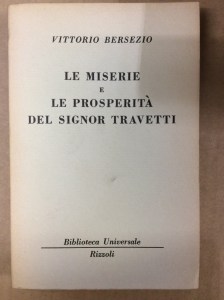 VITTORIO BERSEZIO
LE MISERIE
E
LE PROSPERITÀ
DEL SIGNOR TRAVETTI
Biblioteca Universale
Rizzoli